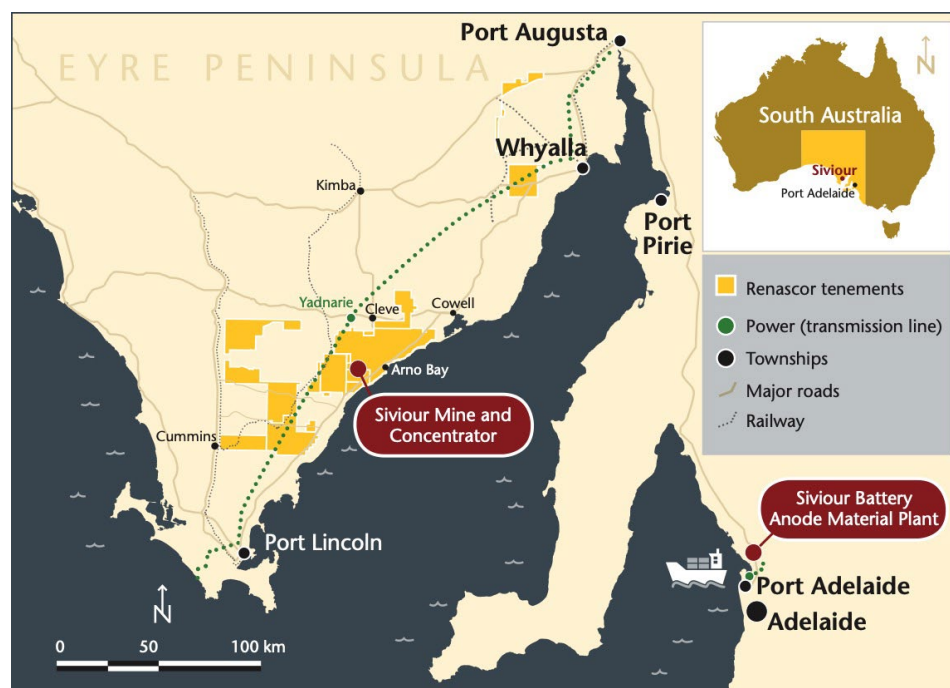 EYRE PENINSULA
Port Augusta
Whyalla
Kimba
Port
Pirie
Yadnarie
Cleve
Cowell
Arno Bay
Siviour Mine and
Concentrator
Cummins
Port Lincoln
N
0 50 100 km
N
South Australia
Siviour
Port Adelaide
Renascor tenements
Power (transmission line)
Townships
Major roads
Railway
Siviour Battery
Anode Material Plant
Port Adelaide
Adelaide